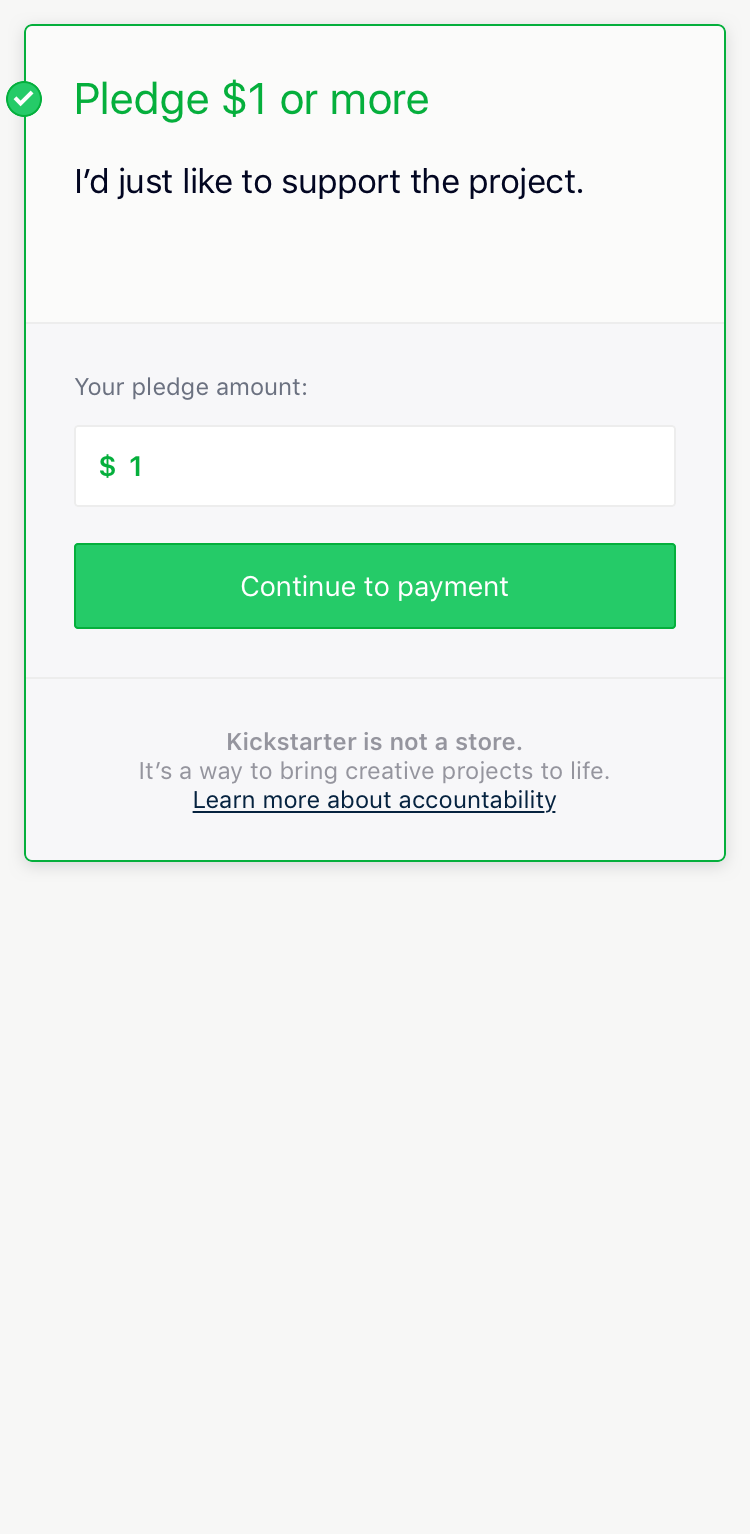 Pledge $1 or more
I’d just like to support the project.
Your pledge amount:
$ 1
Continue to payment
Kickstarter is not a store.
It’s a way to bring creative projects to life.
Learn more about accountability